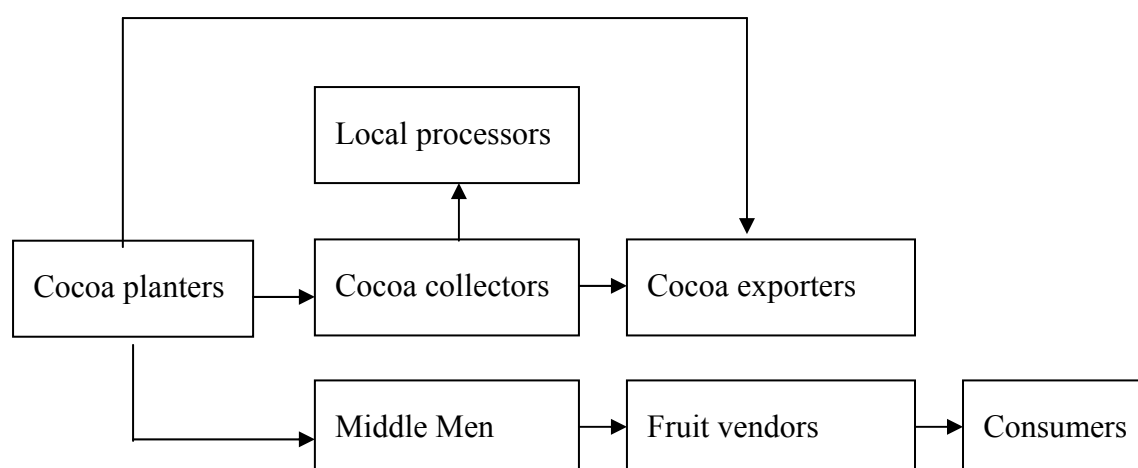 Local processors
Cocoa planters
Cocoa collectors
Cocoa exporters
Middle Men
Fruit vendors
Consumers